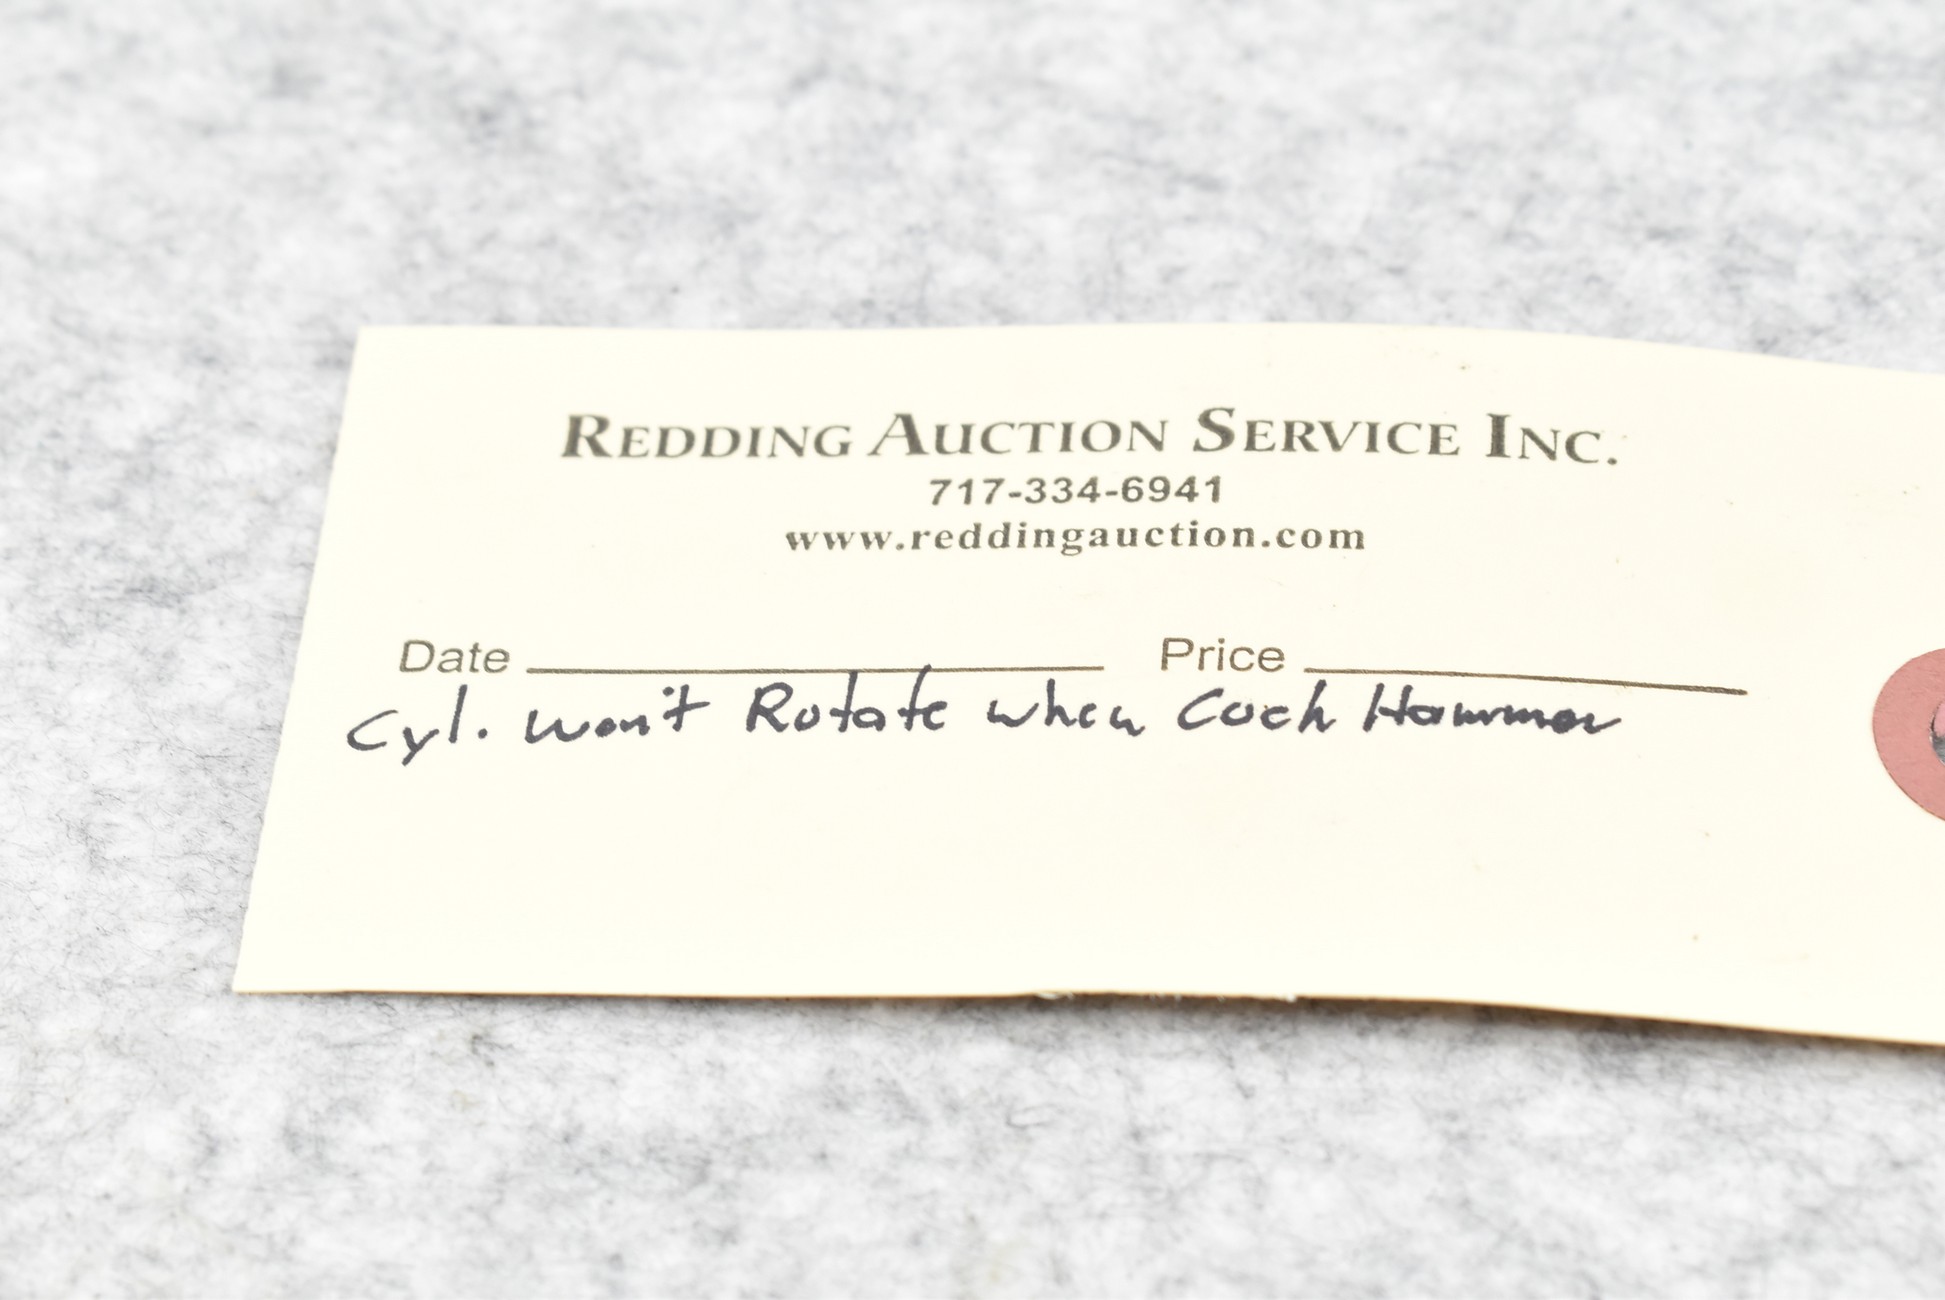 REDDING AUCTION SERVICE INC.
717-334-6941
www.reddingauction.com
Date Price
Cyl. won't Rotate when Cock Hammer